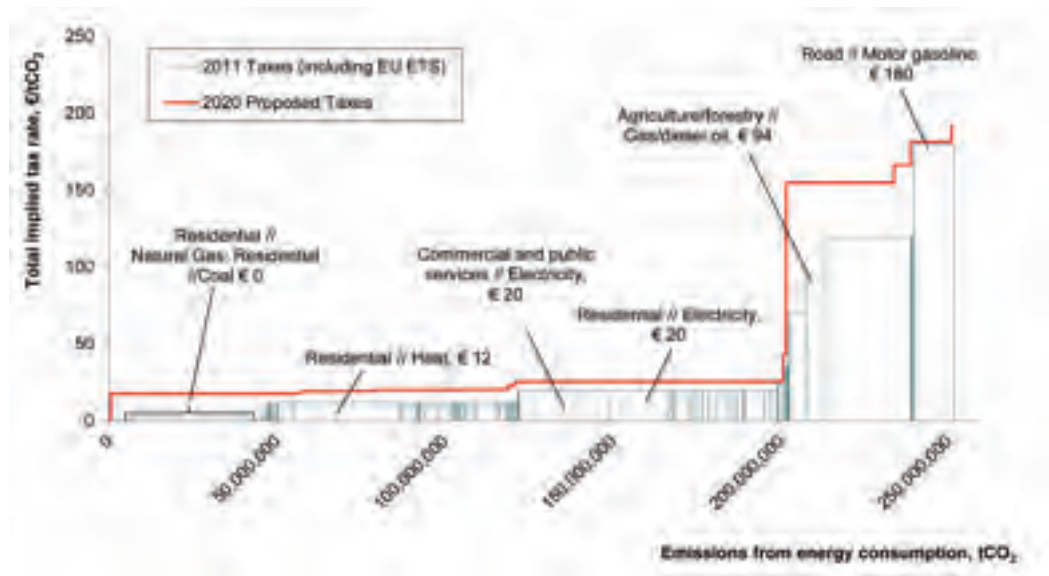 Total implied tax rate, €/tCO₂
250
200
150
100
50
0
2011 Taxes (including EU ETS)
2020 Proposed Taxes
Road // Motor gasoline
€ 180
Agriculture/forestry //
Gas/diesel oil, € 94
Residential //
Natural Gas; Residential
//Coal € 0
Commercial and public
services // Electricity,
€ 20
Residential // Electricity,
€ 20
Residential // Heat, € 12
0
50,000,000
100,000,000
150,000,000
200,000,000
250,000,000
Emissions from energy consumption, tCO₂